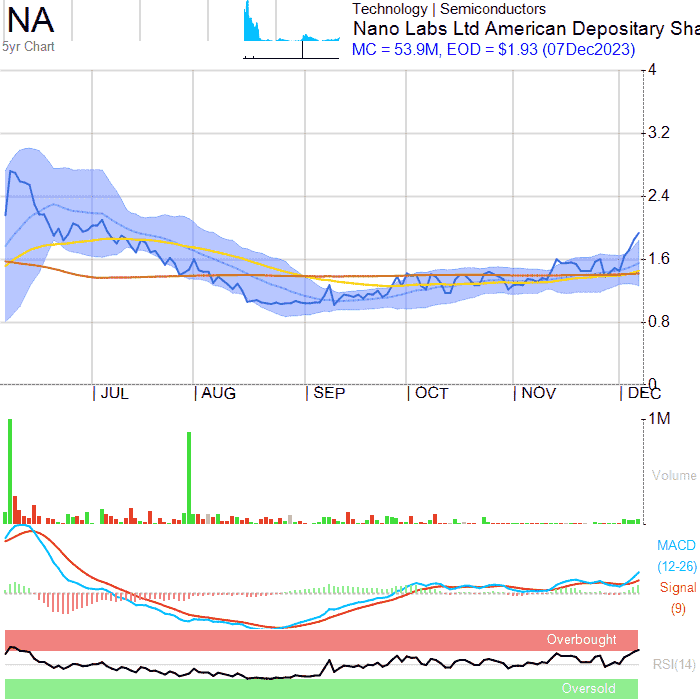 NA
5yr Chart
Technology | Semiconductors
Nano Labs Ltd American Depositary Sha
MC = 53.9M, EOD = $1.93 (07Dec2023)
4
3.2
2.4
1.6
0.8
0
JUL
AUG
SEP
OCT
NOV
DEC
1M
Volume
MACD
(12-26)
Signal
(9)
Overbought
RSI(14)
Oversold